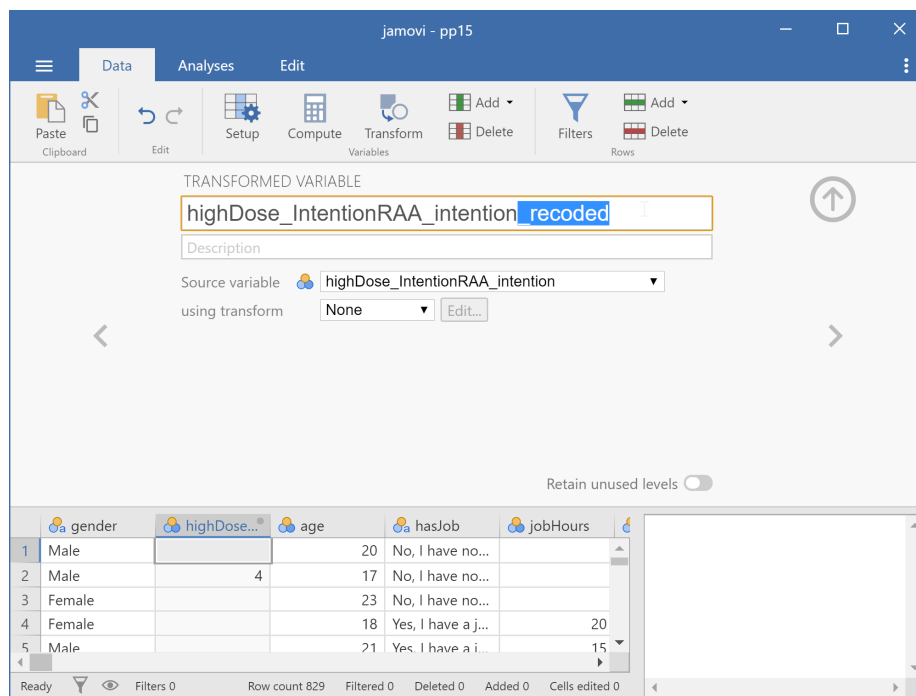 jamovi - pp15
Data Analyses Edit
Paste Setup Compute Transform Add Delete Filters Add Delete
Clipboard Edit Variables Rows
TRANSFORMED VARIABLE
highDose_IntentionRAA_intention_recoded
Description
Source variable highDose_IntentionRAA_intention
using transform None Edit...
Retain unused levels
gender highDose... age hasJob jobHours
1 Male 20 No, I have no...
2 Male 4 17 No, I have no...
3 Female 23 No, I have no...
4 Female 18 Yes, I have a j... 20
5 Male 21 Yes, I have a j... 15
Ready Filters 0 Row count 829 Filtered 0 Deleted 0 Added 0 Cells edited 0